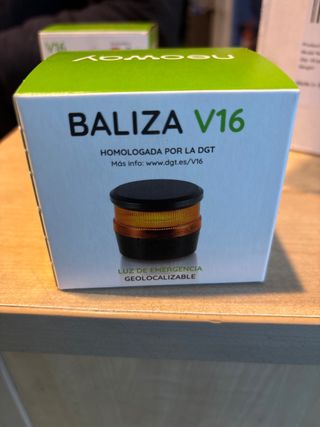 neoway
BALIZA V16
HOMOLOGADA POR LA DGT
Más info: www.dgt.es/V16
LUZ DE EMERGENCIA
GEOLOCALIZABLE
V16